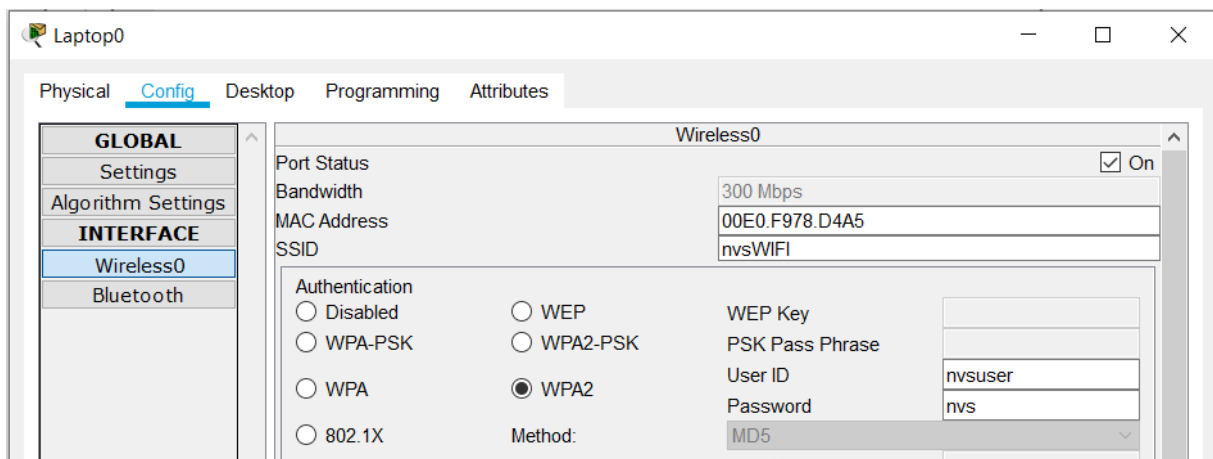 Laptop0
Physical Config Desktop Programming Attributes
GLOBAL
Settings
Algorithm Settings
INTERFACE
Wireless0
Bluetooth
Wireless0
Port Status On
Bandwidth 300 Mbps
MAC Address 00E0.F978.D4A5
SSID nvsWIFI
Authentication
Disabled WEP WEP Key
WPA-PSK WPA2-PSK PSK Pass Phrase
User ID nvsuser
WPA WPA2
Password nvs
802.1X Method: MD5